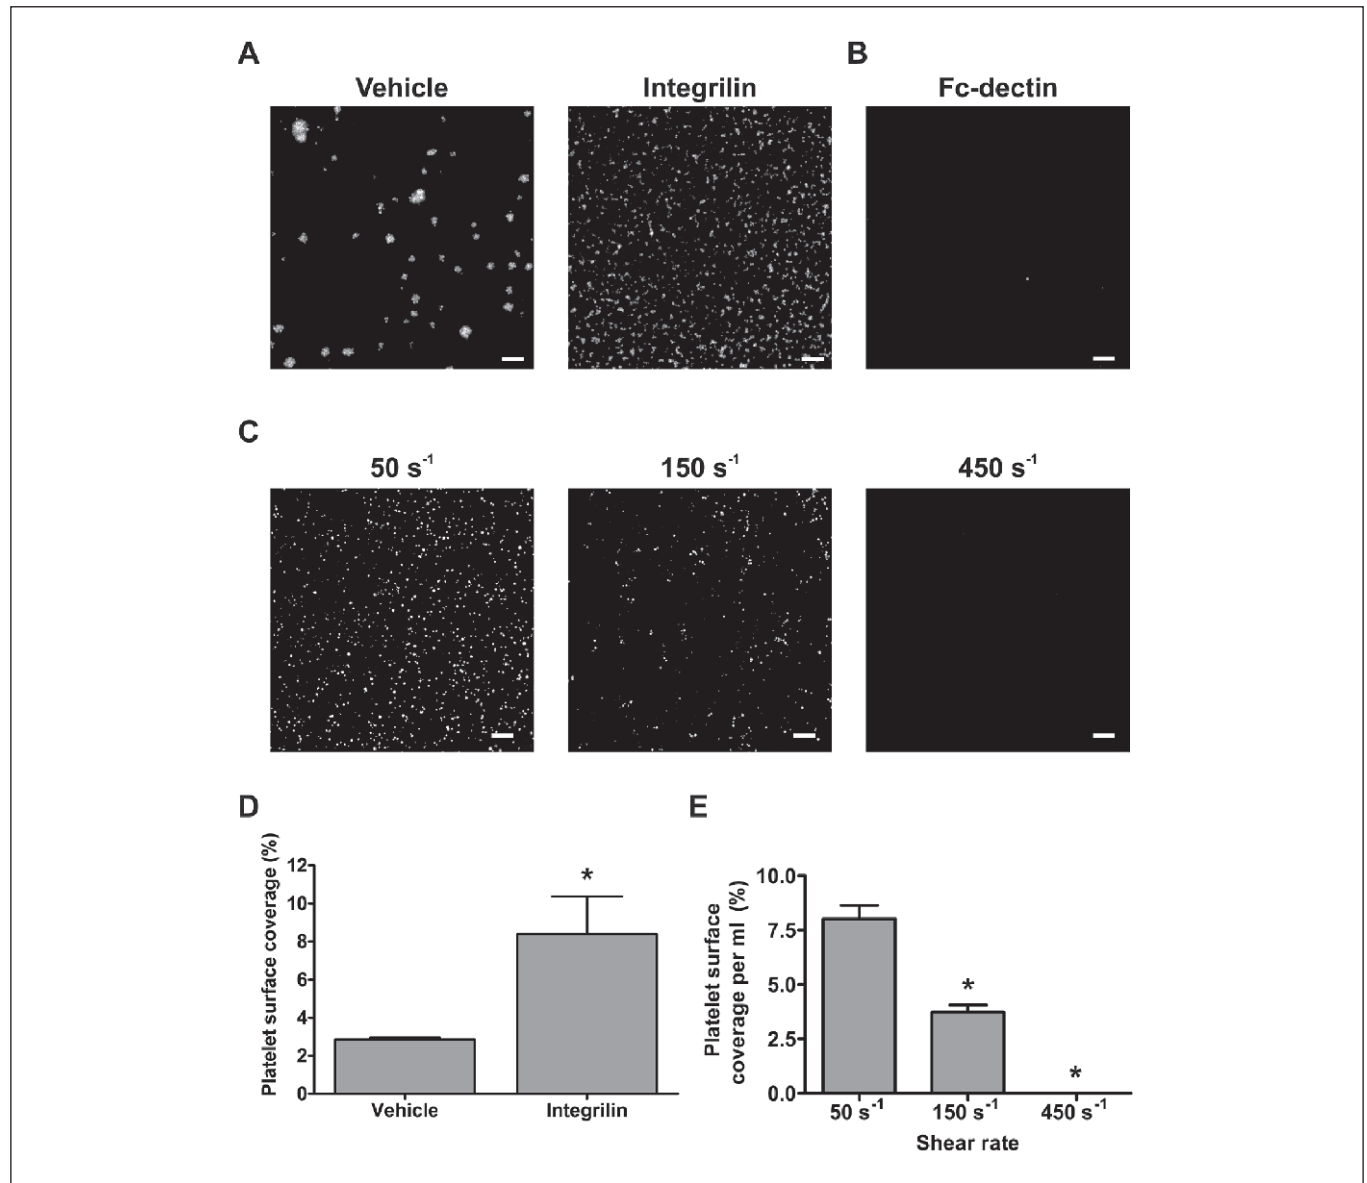 A
B
Vehicle
Integrilin
Fc-dectin
C
50 s⁻¹
150 s⁻¹
450 s⁻¹
D
E
Platelet surface coverage (%)
12
10
8
6
4
2
0
Vehicle
Integrilin
Platelet surface
coverage per ml (%)
10.0
7.5
5.0
2.5
0.0
*
*
*
50 s⁻¹
150 s⁻¹
450 s⁻¹
Shear rate